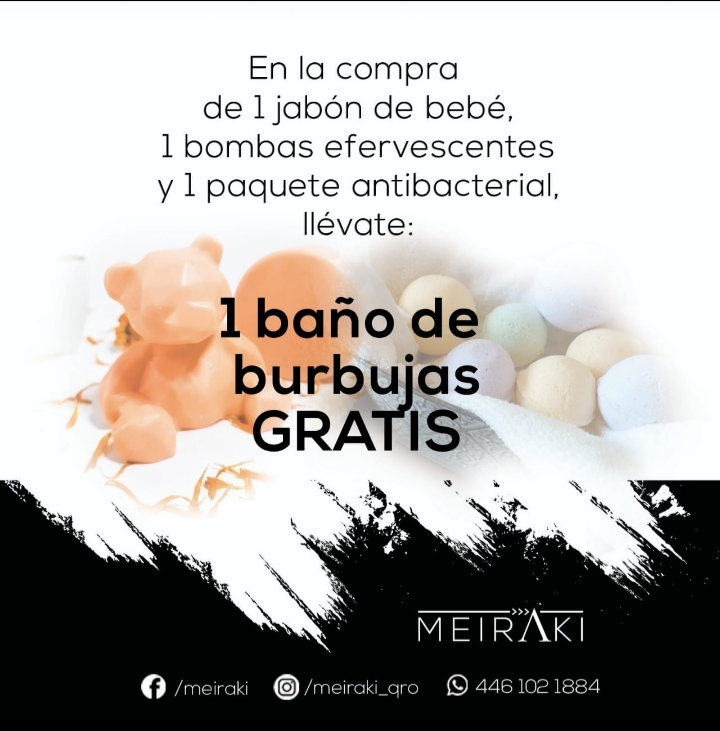 En la compra
de 1 jabón de bebé,
1 bombas efervescentes
y 1 paquete antibacterial,
llévate:
1 baño de
burbujas
GRATIS
MEIRAKI
/meiraki /meiraki_qro 446 102 1884